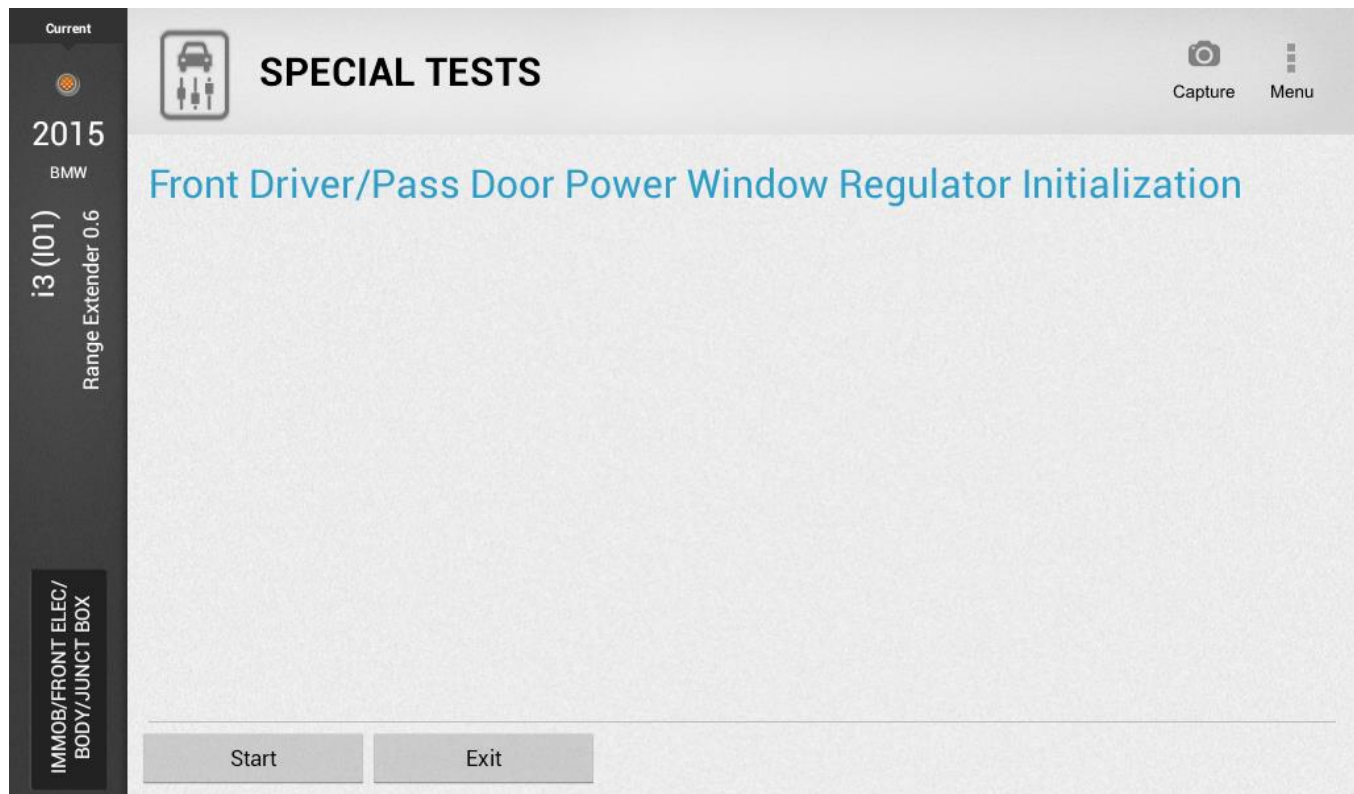 Current
2015
BMW
i3 (I01)
Range Extender 0.6
IMMOB/FRONT ELEC/
BODY/JUNCT BOX
SPECIAL TESTS
Capture
Menu
Front Driver/Pass Door Power Window Regulator Initialization
Start
Exit